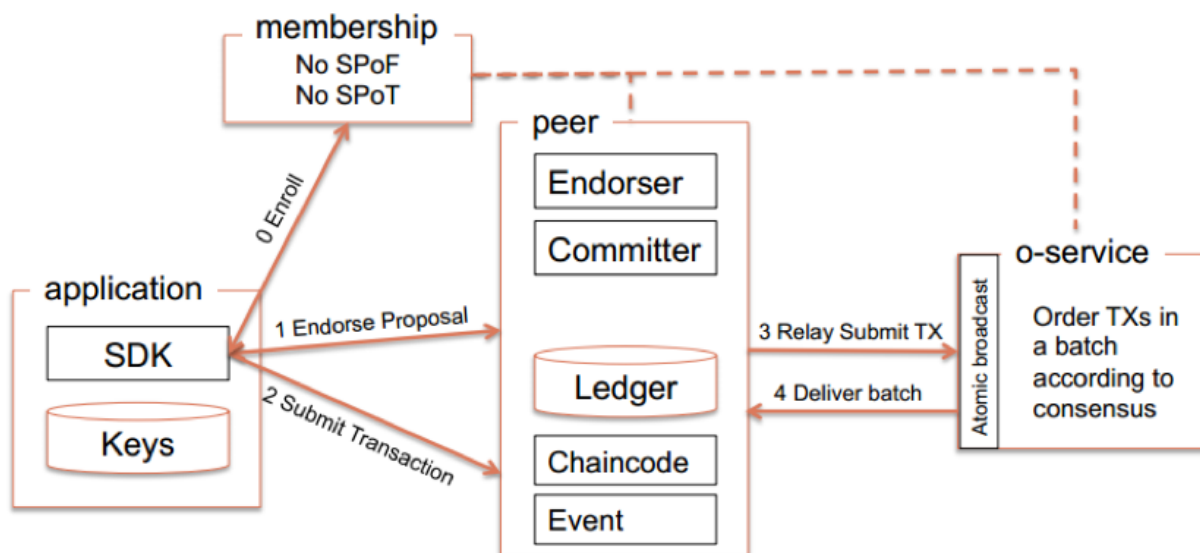 membership
No SPoF
No SPoT
0 Enroll
application
SDK
Keys
1 Endorse Proposal
2 Submit Transaction
peer
Endorser
Committer
Ledger
Chaincode
Event
3 Relay Submit TX
4 Deliver batch
o-service
Atomic broadcast
Order TXs in
a batch
according to
consensus